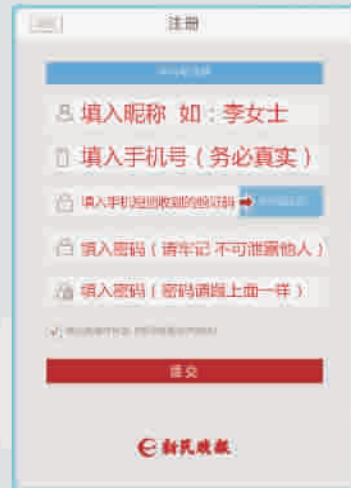 注册
填入昵称 如：李女士
填入手机号（务必真实）
填入手机短信收到的验证码
填入密码（请牢记 不可泄露他人）
填入密码（密码请跟上面一样）
提交
新民晚报